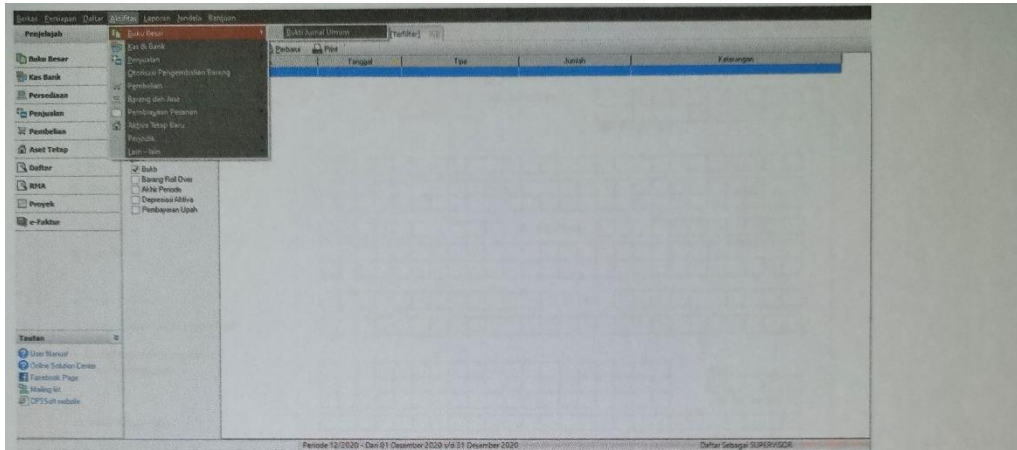 Berkas Persiapan Daftar Aktifitas Laporan Jendela Bantuan
Penjelajah
Buku Besar
Kas Bank
Persediaan
Penjualan
Pembelian
Aset Tetap
Daftar
RMA
Proyek
e-Faktur
Buku Besar
Kas & Bank
Penjualan
Otorisasi Pengembalian Barang
Pembelian
Barang dan Jasa
Pembiayaan Pesanan
Aktiva Tetap Baru
Periodik
Lain - lain
Bukti Jurnal Umum
[Terfilter]
Perbarui Print
Tanggal Tipe Jumlah Keterangan
Bukti
Barang Roll Over
Akhir Periode
Depresiasi Aktiva
Pembayaran Upah
Tautan
User Manual
Online Solution Center
Facebook Page
Mailing list
CPSSoft website
Periode 12/2020 - Dari 01 Desember 2020 s/d 31 Desember 2020
Daftar Sebagai SUPERVISOR